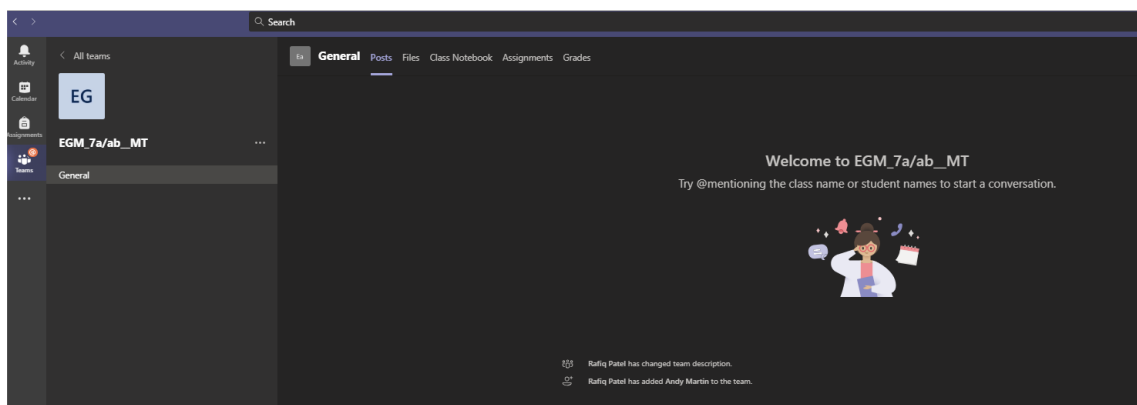 Search
Activity
Calendar
Assignments
Teams
All teams
EG
EGM_7a/ab__MT
General
Ea General Posts Files Class Notebook Assignments Grades
Welcome to EGM_7a/ab__MT
Try @mentioning the class name or student names to start a conversation.
Rafiq Patel has changed team description.
Rafiq Patel has added Andy Martin to the team.